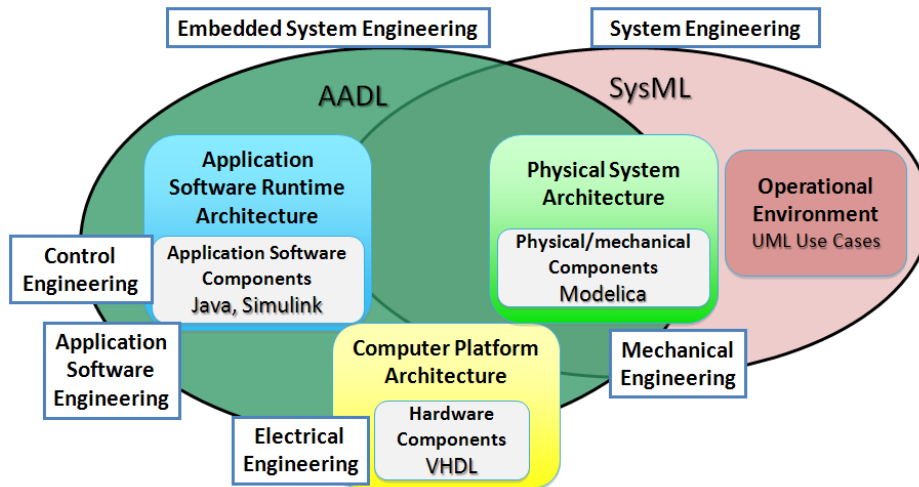 Embedded System Engineering
System Engineering
AADL
SysML
Application
Software Runtime
Architecture
Application Software
Components
Java, Simulink
Physical System
Architecture
Physical/mechanical
Components
Modelica
Operational
Environment
UML Use Cases
Control
Engineering
Application
Software
Engineering
Computer Platform
Architecture
Hardware
Components
VHDL
Mechanical
Engineering
Electrical
Engineering